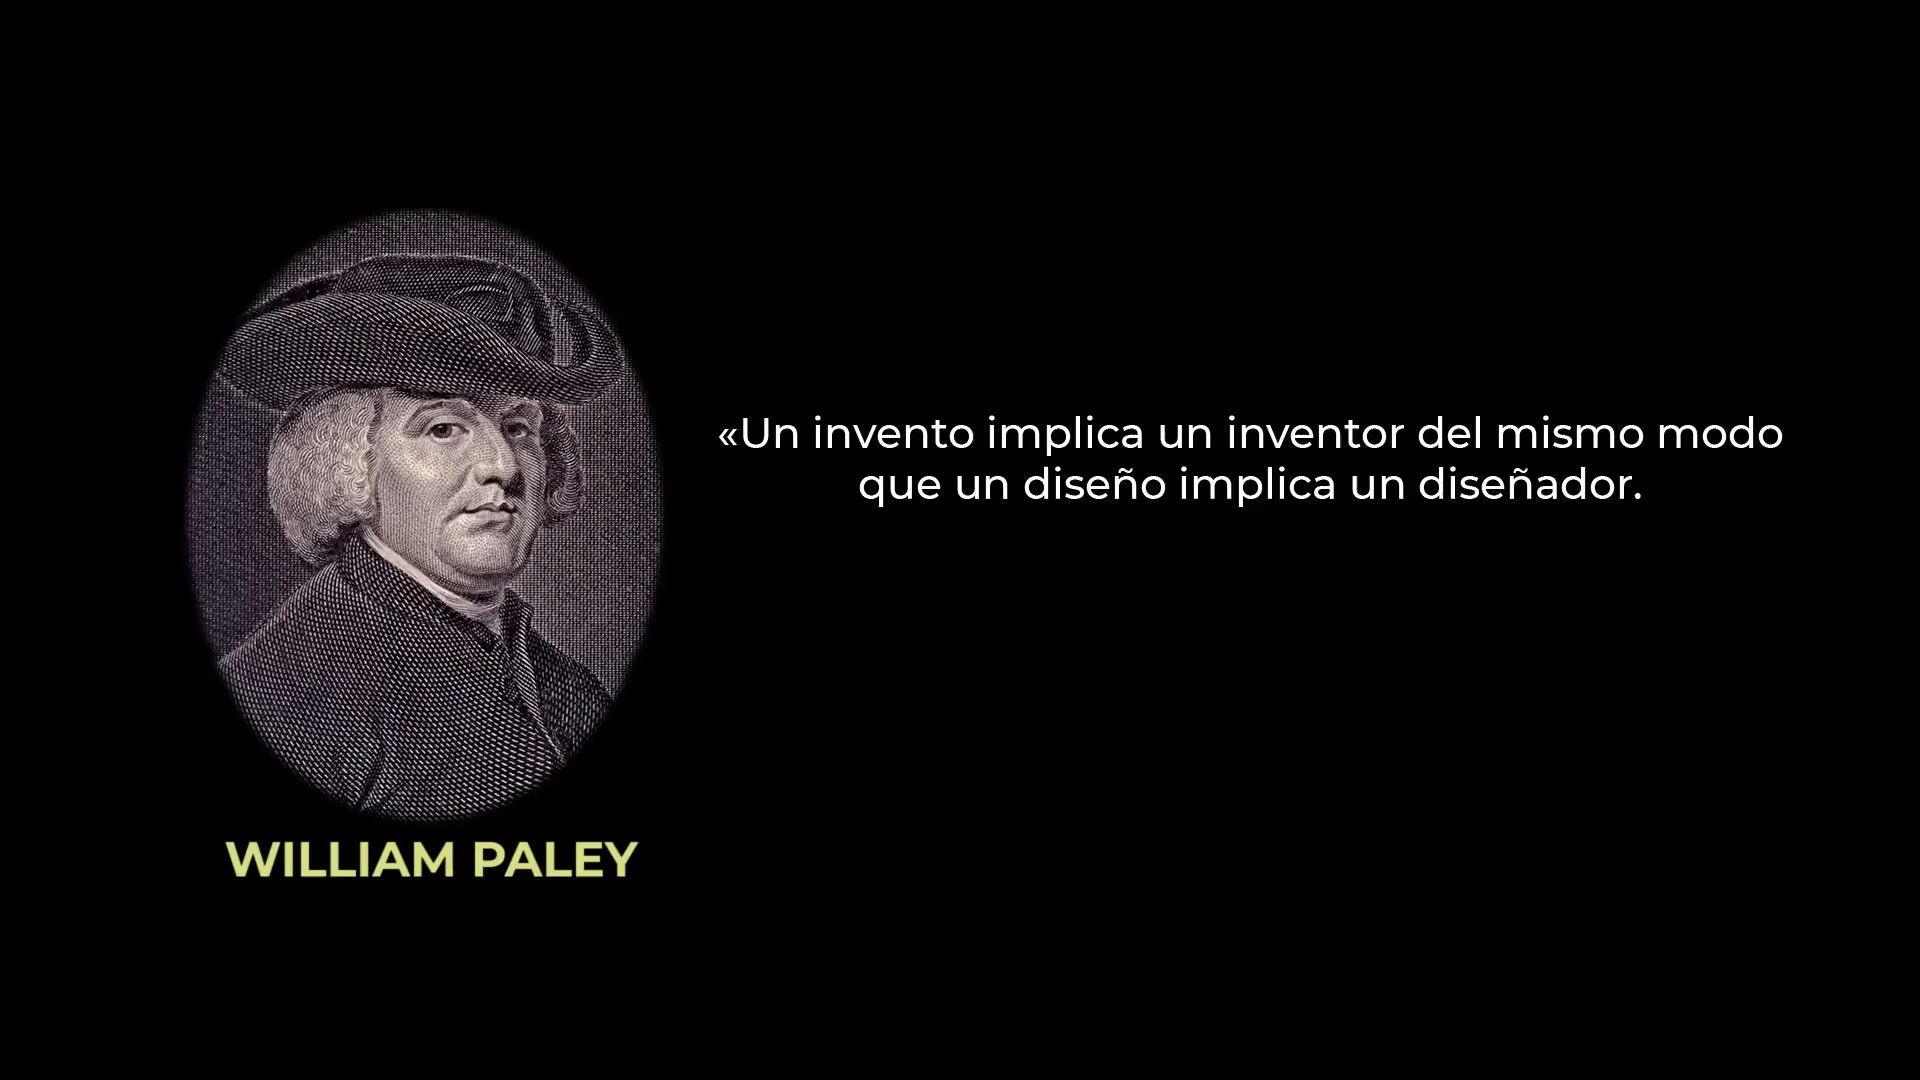 «Un invento implica un inventor del mismo modo
que un diseño implica un diseñador.
WILLIAM PALEY